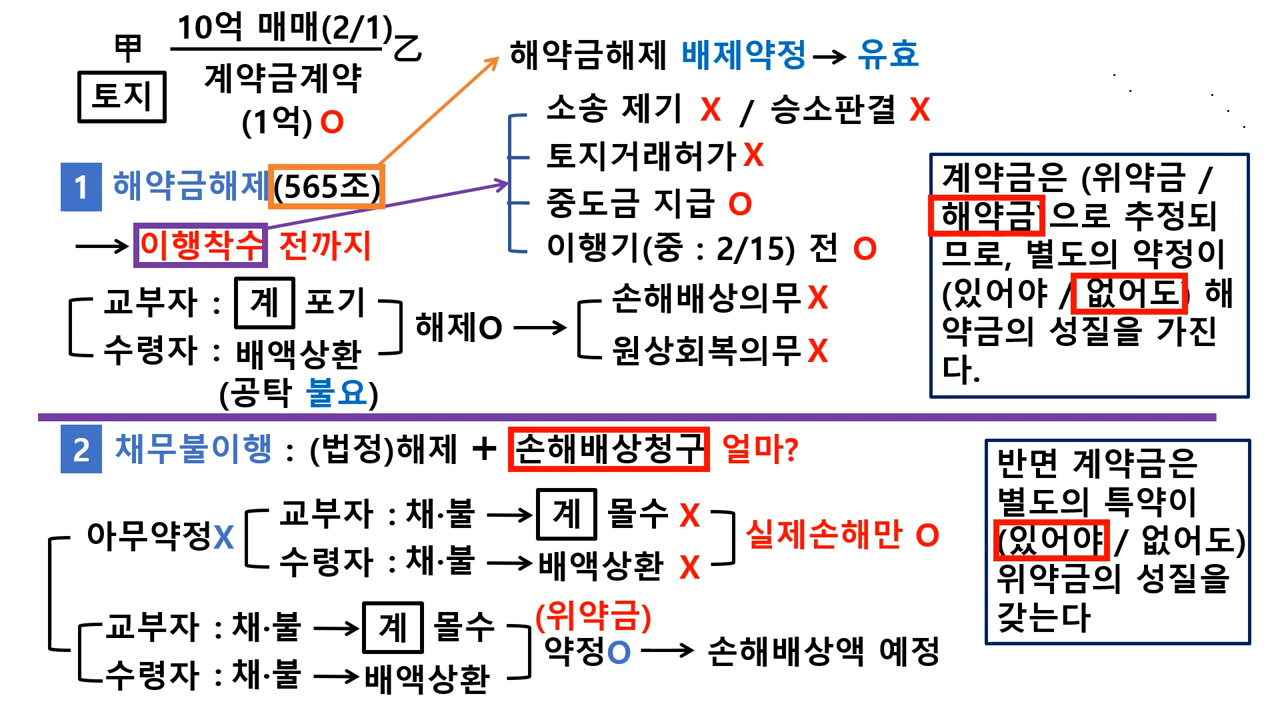 甲 10억 매매(2/1) 乙
토지 계약금계약
(1억) O
해약금해제 배제약정 → 유효
소송 제기 X / 승소판결 X
토지거래허가 X
중도금 지급 O
이행기(중 : 2/15) 전 O
1 해약금해제(565조)
→ 이행착수 전까지
교부자 : 계 포기
수령자 : 배액상환
(공탁 불요)
해제O →
손해배상의무 X
원상회복의무 X
계약금은 (위약금 /
해약금)으로 추정되
므로, 별도의 약정이
(있어야 / 없어도) 해
약금의 성질을 가진
다.
2 채무불이행 : (법정)해제 + 손해배상청구 얼마?
아무약정X
교부자 : 채·불 → 계 몰수 X
수령자 : 채·불 → 배액상환 X
실제손해만 O
교부자 : 채·불 → 계 몰수
수령자 : 채·불 → 배액상환
(위약금)
약정O → 손해배상액 예정
반면 계약금은
별도의 특약이
(있어야 / 없어도)
위약금의 성질을
갖는다